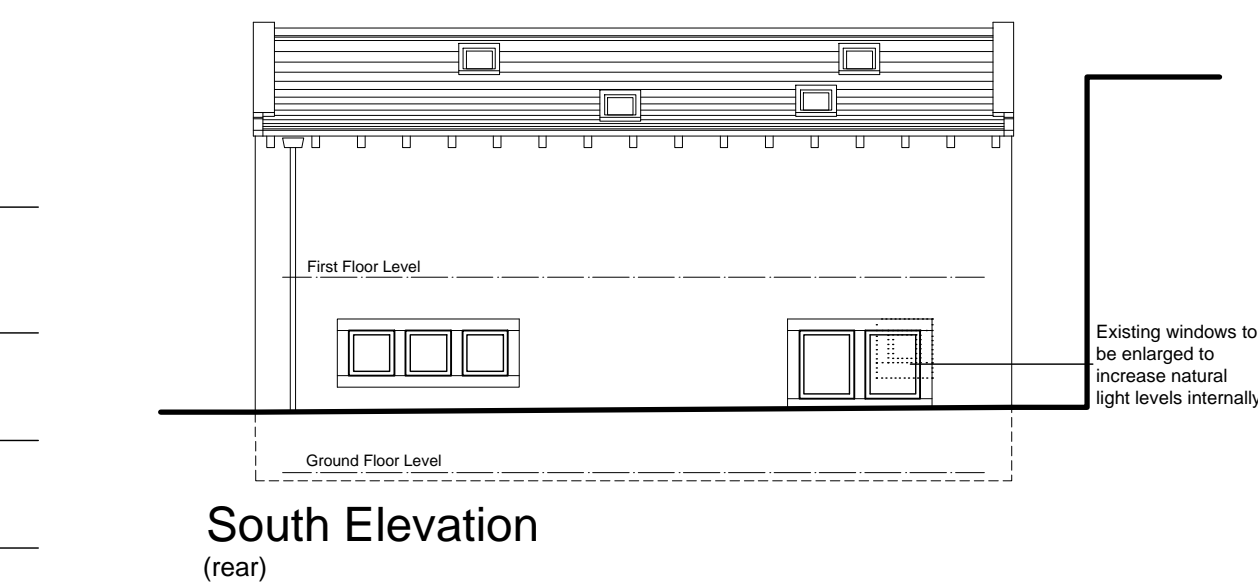 First Floor Level
Existing windows to
be enlarged to
increase natural
light levels internally
Ground Floor Level
South Elevation
(rear)